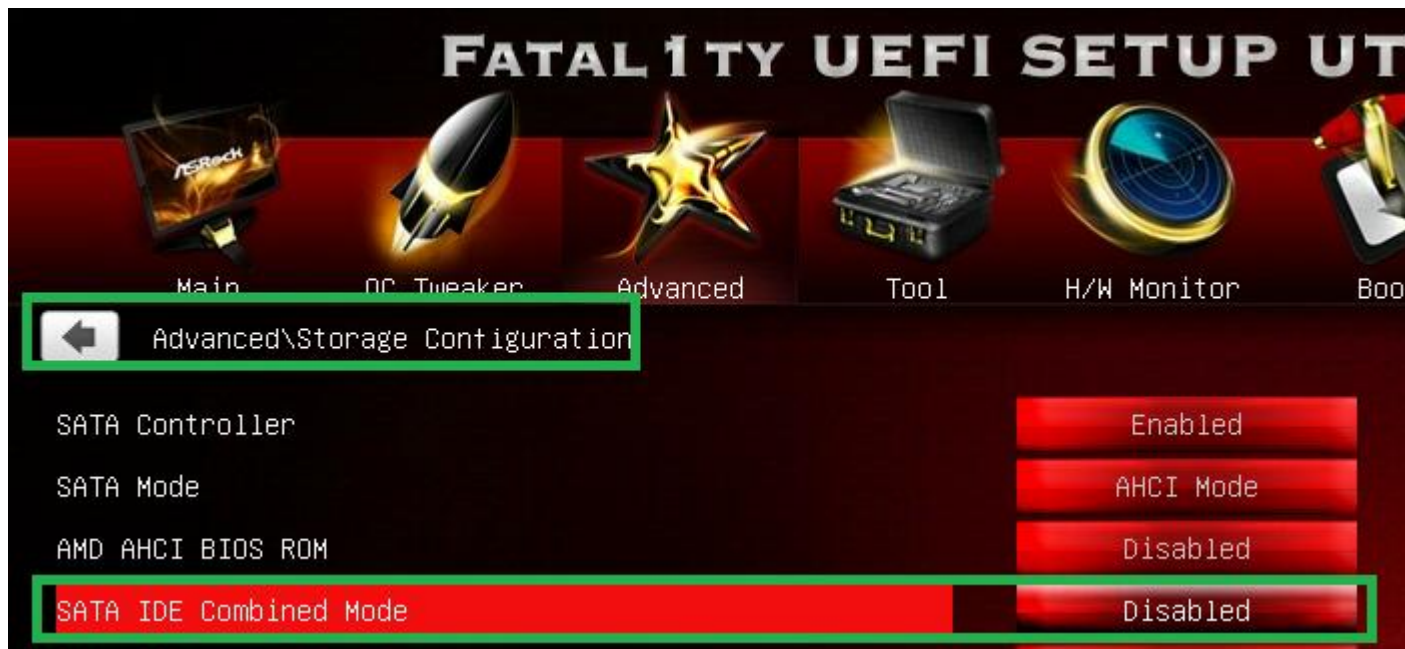 FATAL1TY UEFI SETUP UT
ASRock
Main OC Tweaker Advanced Tool H/W Monitor Boo
Advanced\Storage Configuration
SATA Controller Enabled
SATA Mode AHCI Mode
AMD AHCI BIOS ROM Disabled
SATA IDE Combined Mode Disabled